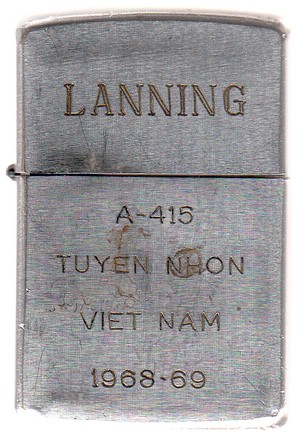 LANNING
A-415
TUYEN NHON
VIET NAM
1968-69